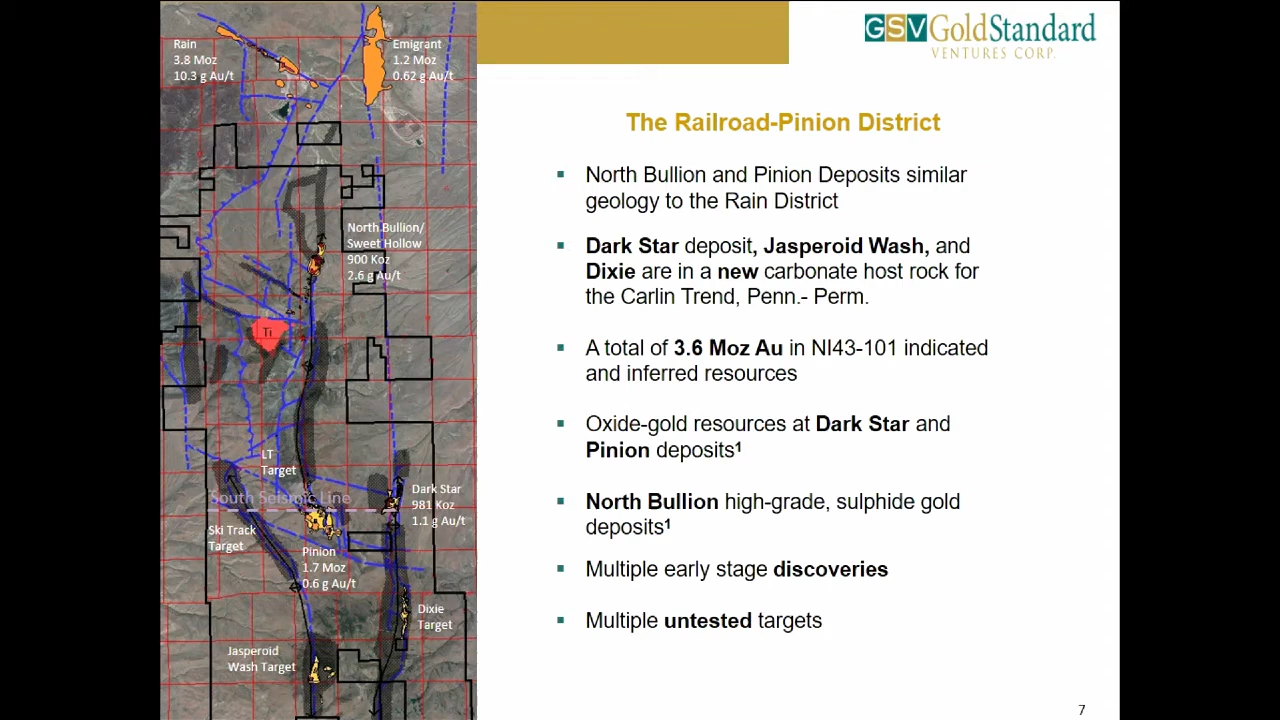 Rain
3.8 Moz
10.3 g Au/t
Emigrant
1.2 Moz
0.62 g Au/t
North Bullion/
Sweet Hollow
900 Koz
2.6 g Au/t
Ti
LT
Target
South Seismic Line
Dark Star
981 Koz
1.1 g Au/t
Ski Track
Target
Pinion
1.7 Moz
0.6 g Au/t
Dixie
Target
Jasperoid
Wash Target
GSV GoldStandard
VENTURES CORP.
The Railroad-Pinion District
▪ North Bullion and Pinion Deposits similar
geology to the Rain District
▪ Dark Star deposit, Jasperoid Wash, and
Dixie are in a new carbonate host rock for
the Carlin Trend, Penn.- Perm.
▪ A total of 3.6 Moz Au in NI43-101 indicated
and inferred resources
▪ Oxide-gold resources at Dark Star and
Pinion deposits¹
▪ North Bullion high-grade, sulphide gold
deposits¹
▪ Multiple early stage discoveries
▪ Multiple untested targets
7